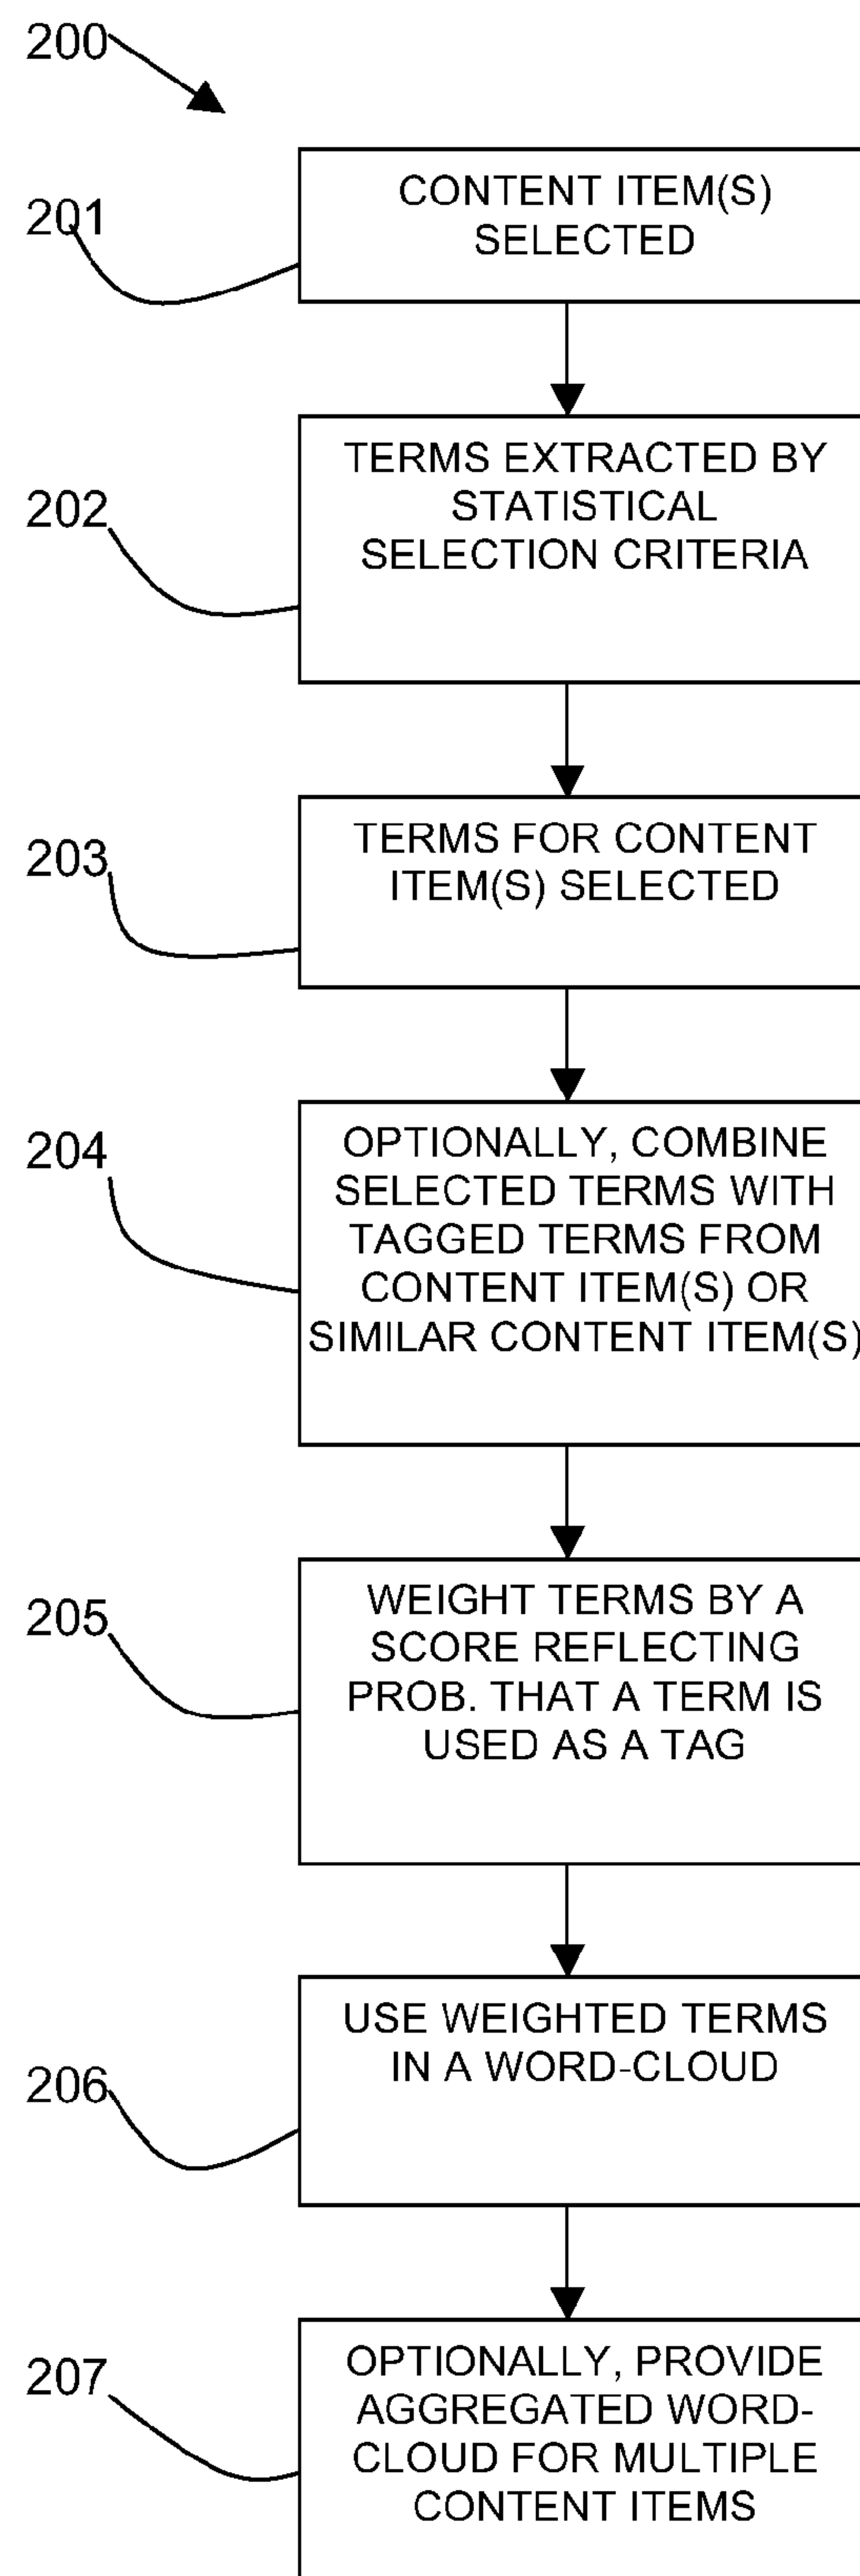 200
201
CONTENT ITEM(S)
SELECTED
202
TERMS EXTRACTED BY
STATISTICAL
SELECTION CRITERIA
203
TERMS FOR CONTENT
ITEM(S) SELECTED
204
OPTIONALLY, COMBINE
SELECTED TERMS WITH
TAGGED TERMS FROM
CONTENT ITEM(S) OR
SIMILAR CONTENT ITEM(S)
205
WEIGHT TERMS BY A
SCORE REFLECTING
PROB. THAT A TERM IS
USED AS A TAG
206
USE WEIGHTED TERMS
IN A WORD-CLOUD
207
OPTIONALLY, PROVIDE
AGGREGATED WORD-
CLOUD FOR MULTIPLE
CONTENT ITEMS